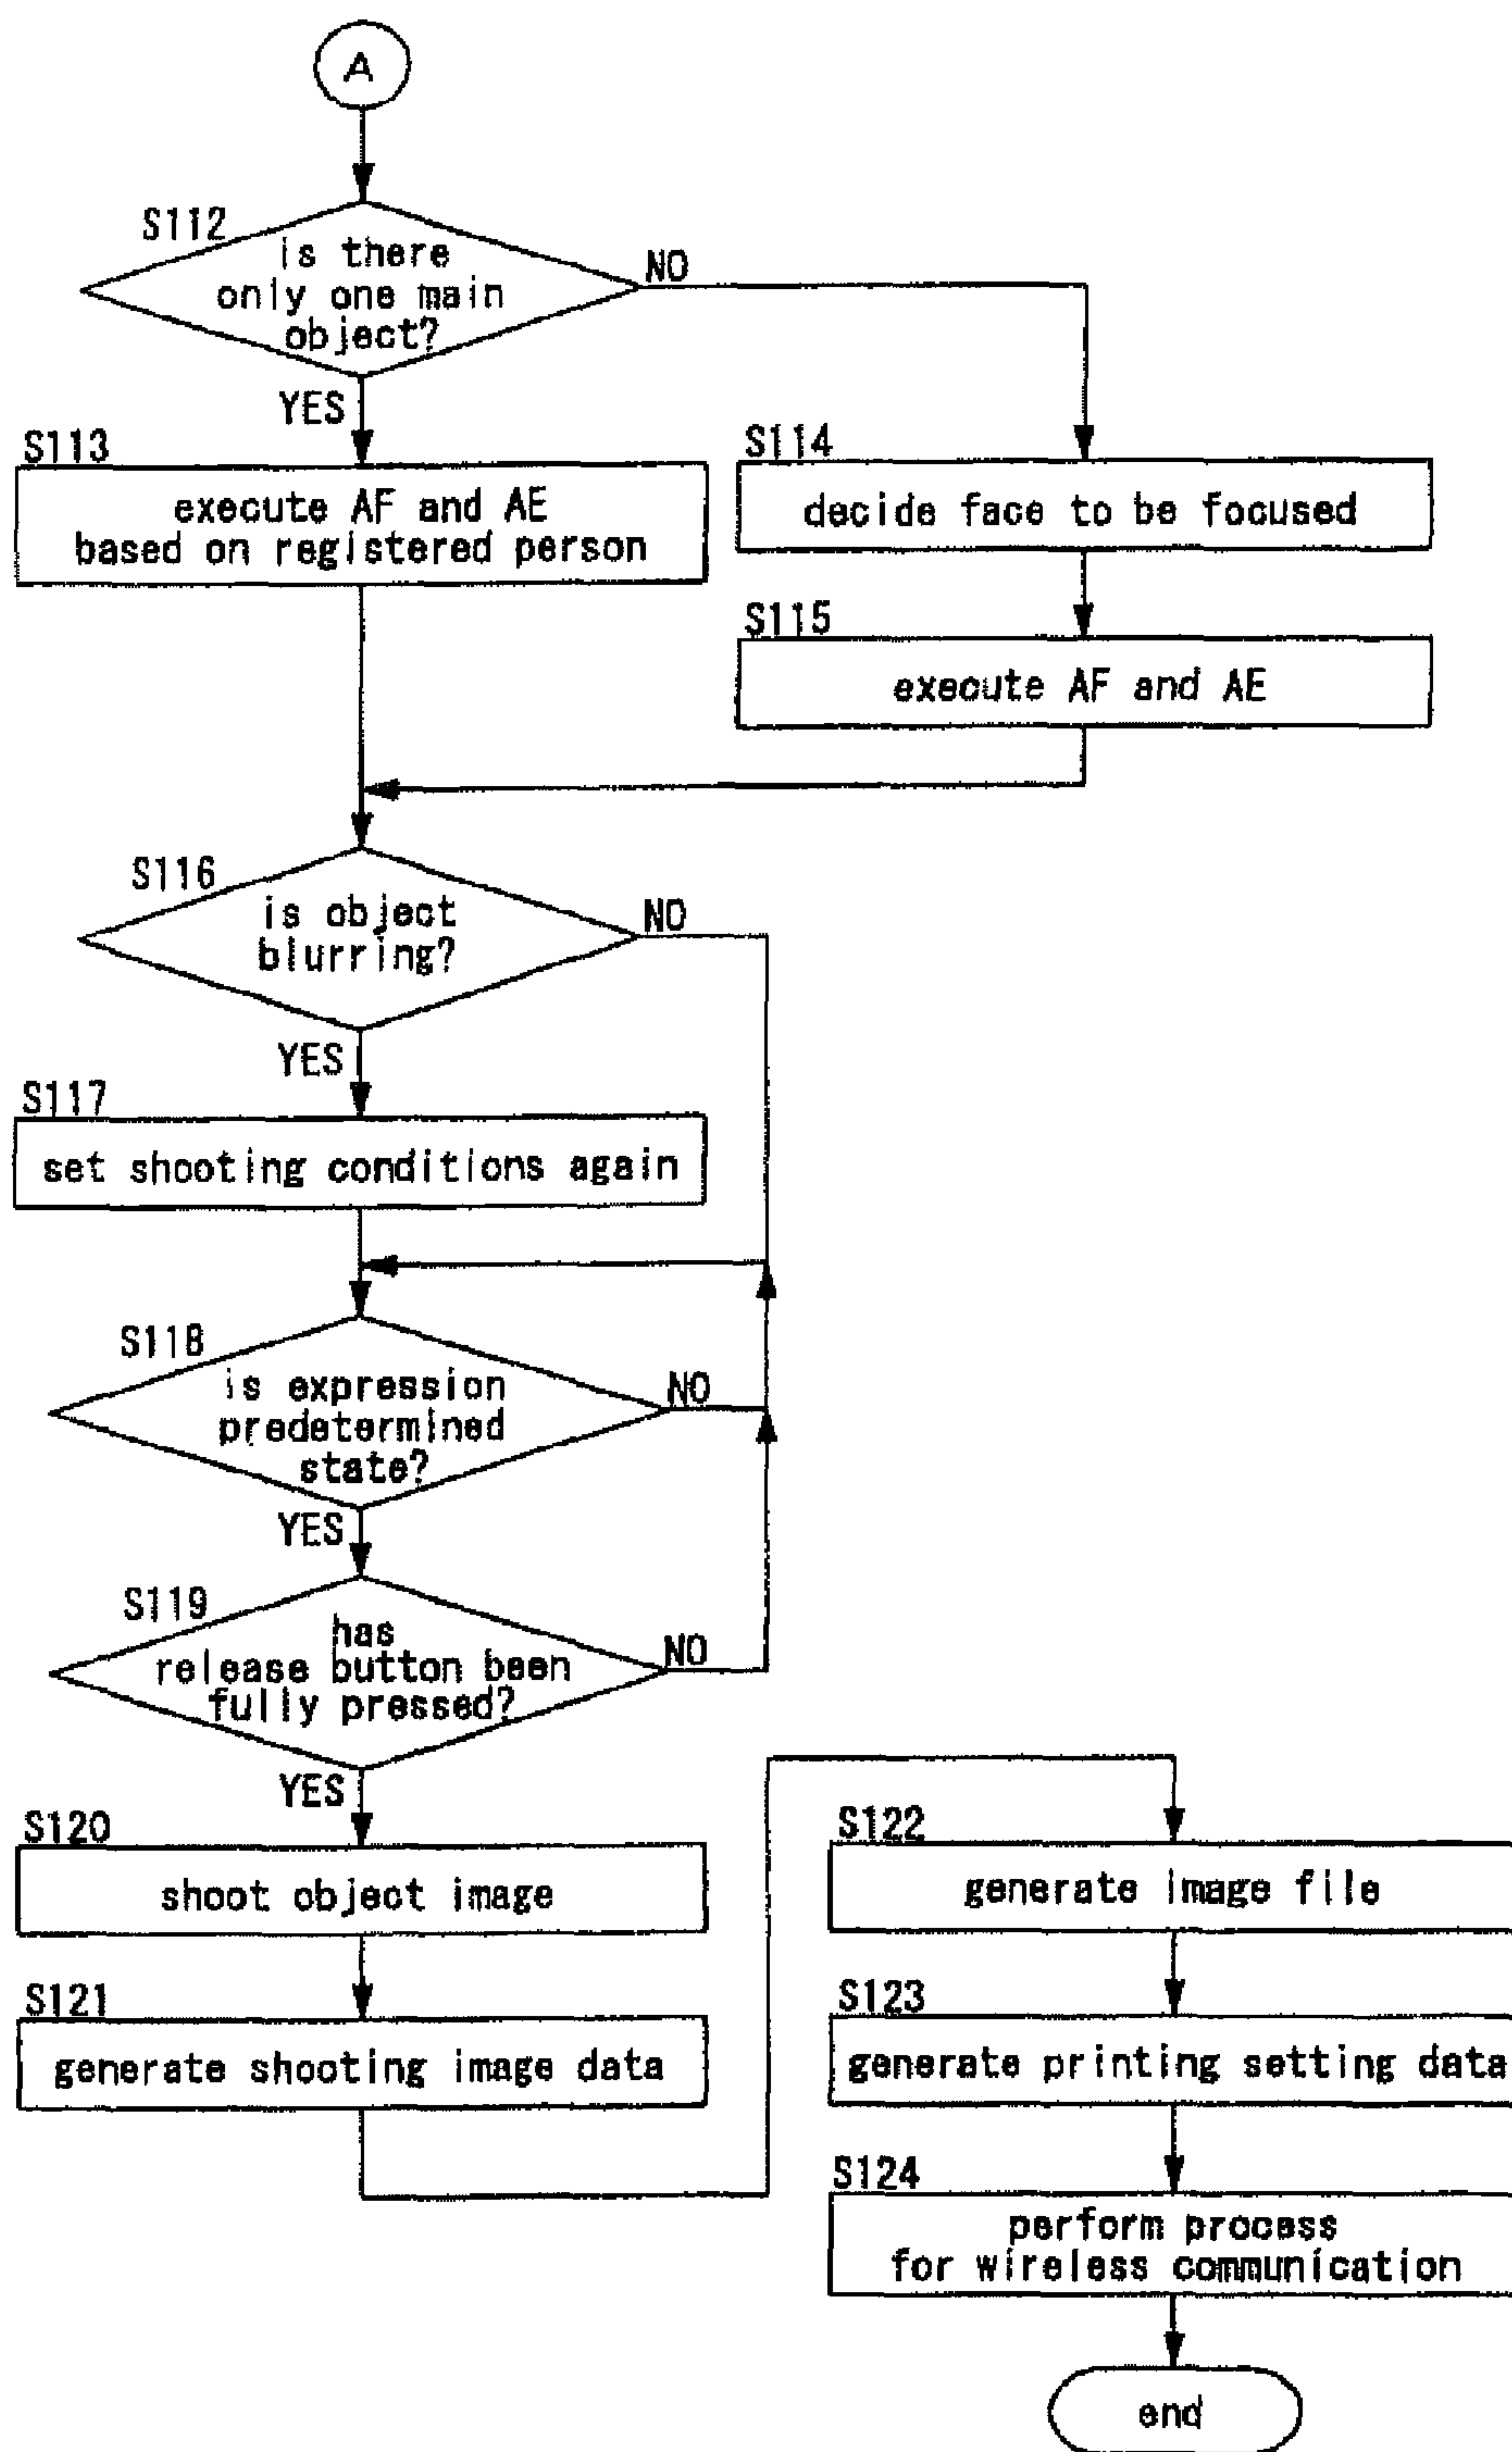 A
S112
is there
only one main
object?
NO
YES
S113
execute AF and AE
based on registered person
S114
decide face to be focused
S115
execute AF and AE
S116
is object
blurring?
NO
YES
S117
set shooting conditions again
S118
is expression
predetermined
state?
NO
YES
S119
has
release button been
fully pressed?
NO
YES
S120
shoot object image
S121
generate shooting image data
S122
generate image file
S123
generate printing setting data
S124
perform process
for wireless communication
end